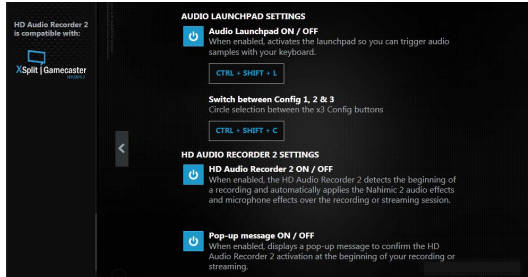 HD Audio Recorder 2
is compatible with:
XSplit | Gamecaster
AUDIO LAUNCHPAD SETTINGS
Audio Launchpad ON / OFF
When enabled, activates the launchpad so you can trigger audio
samples with your keyboard.
CTRL + SHIFT + L
Switch between Config 1, 2 & 3
Circle selection between the x3 Config buttons
CTRL + SHIFT + C
HD AUDIO RECORDER 2 SETTINGS
HD Audio Recorder 2 ON / OFF
When enabled, the HD Audio Recorder 2 detects the beginning of
a recording and automatically applies the Nahimic 2 audio effects
and microphone effects over the recording or streaming session.
Pop-up message ON / OFF
When enabled, displays a pop-up message to confirm the HD
Audio Recorder 2 activation at the beginning of your recording or
streaming.